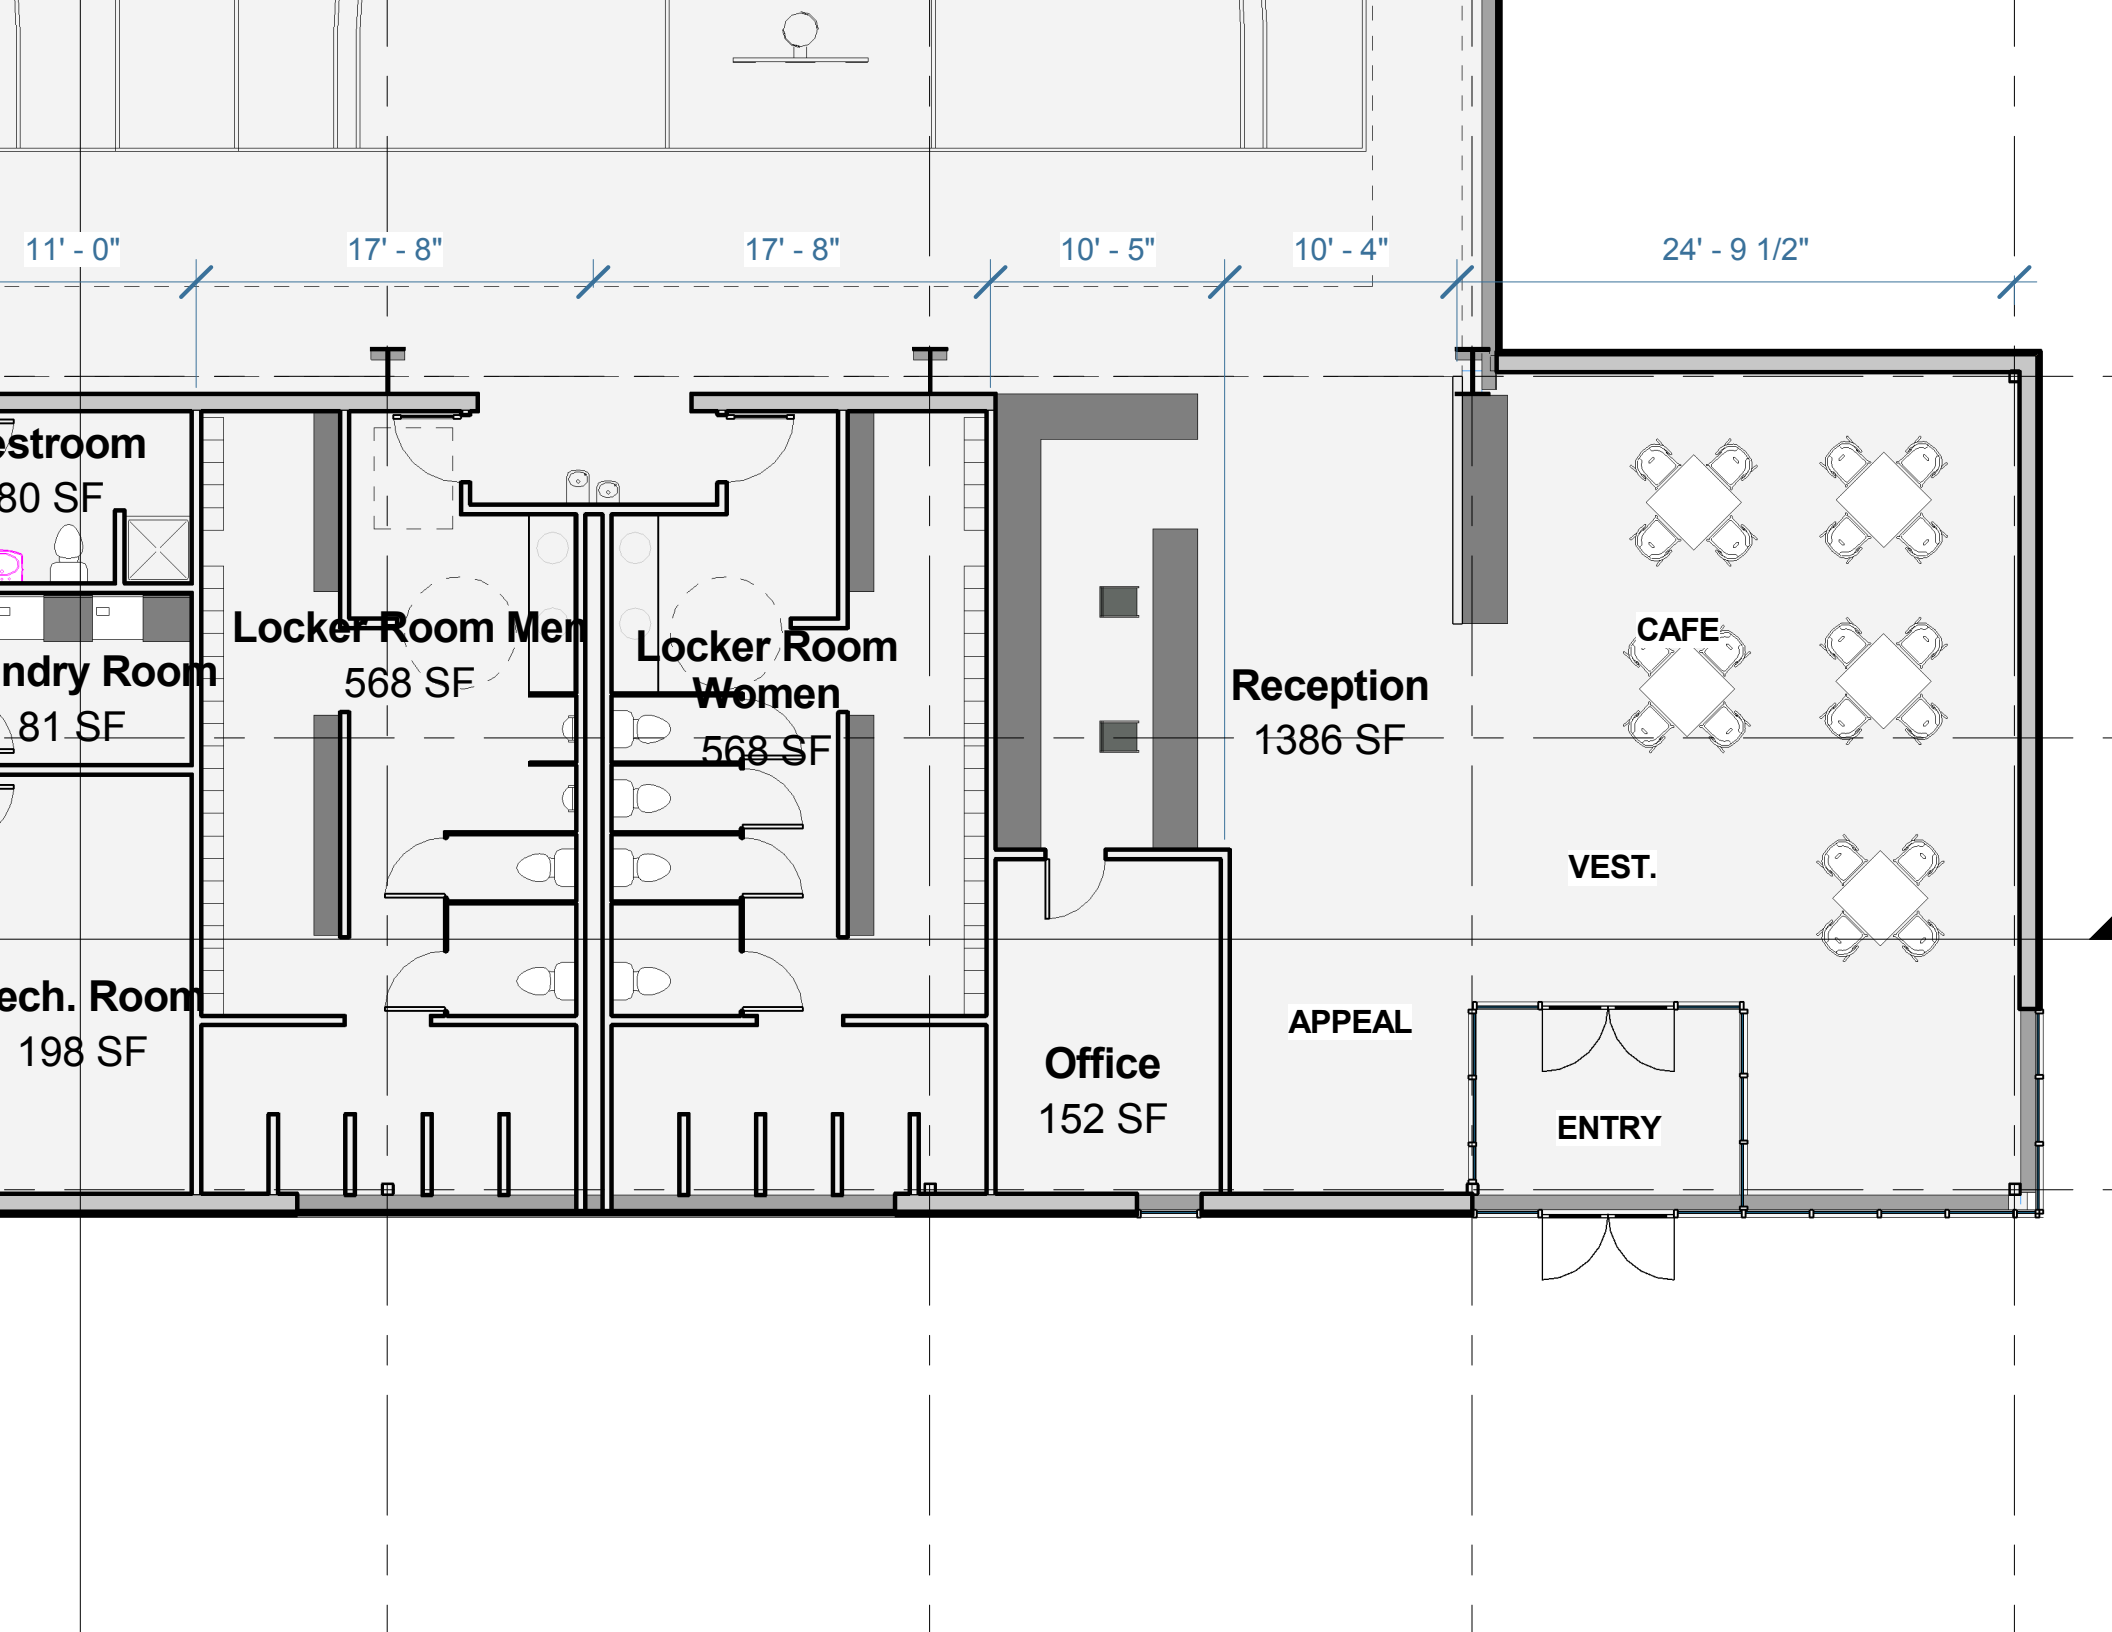 11' - 0"
17' - 8"
17' - 8"
10' - 5"
10' - 4"
24' - 9 1/2"
estroom
80 SF
ndry Room
81 SF
ech. Room
198 SF
Locker Room Men
568 SF
Locker Room
Women
568 SF
Reception
1386 SF
CAFE
VEST.
APPEAL
Office
152 SF
ENTRY